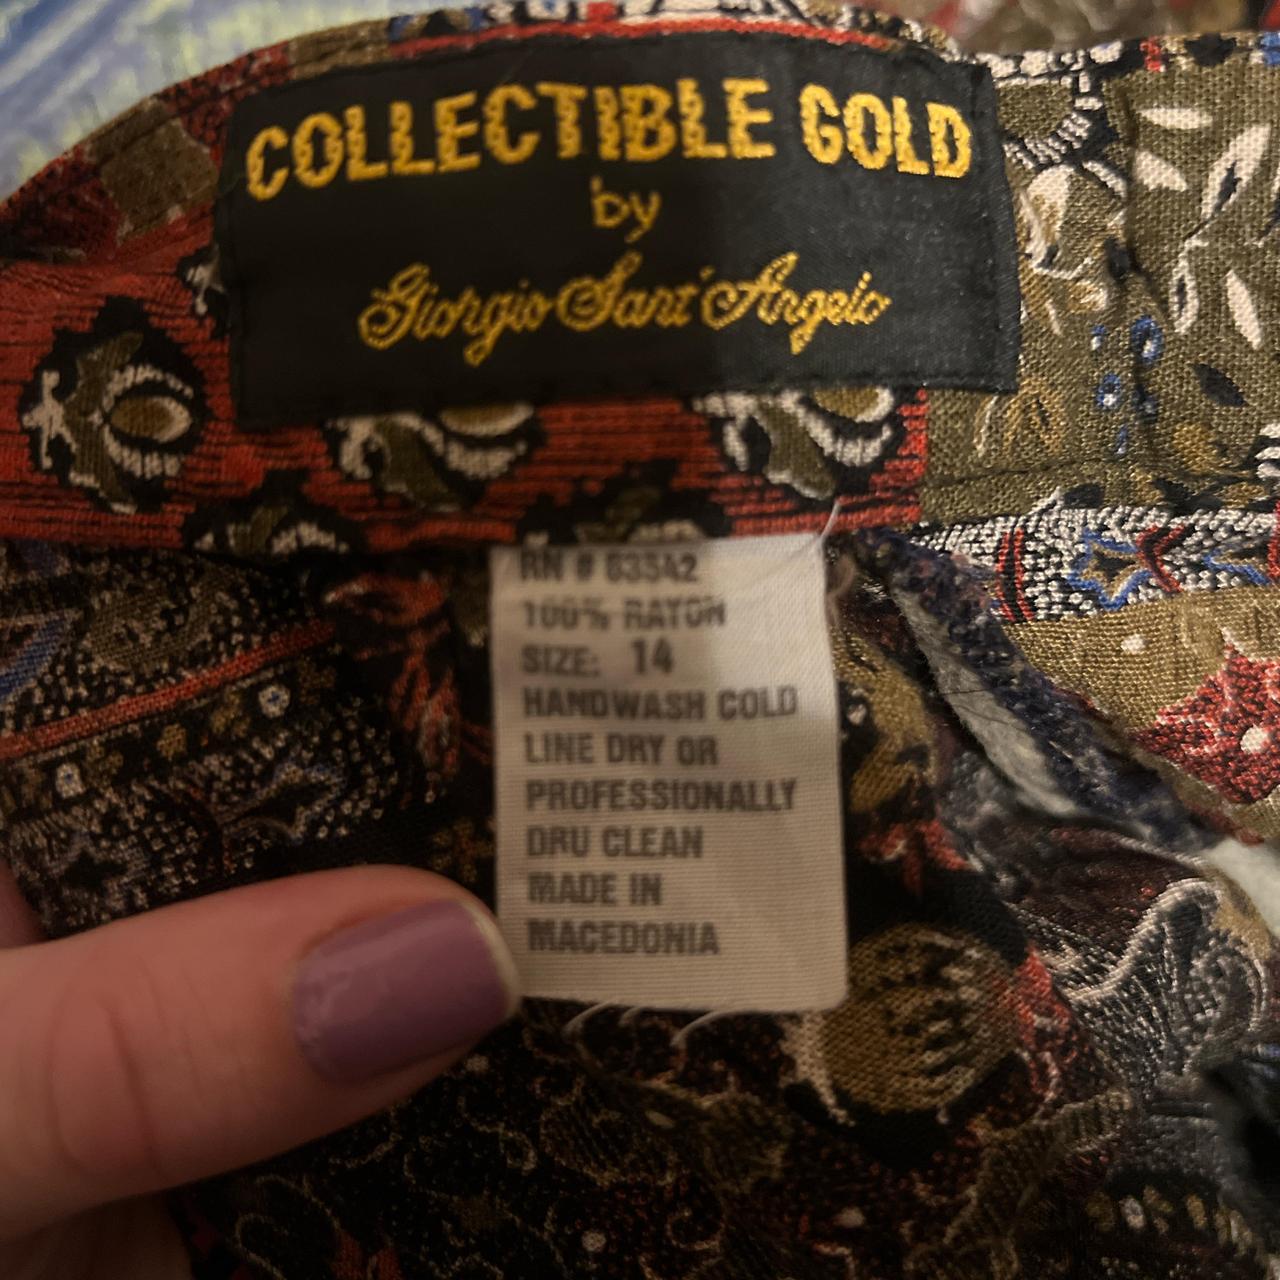 COLLECTIBLE GOLD
by
Giorgio Sant'Angelo
RN # 83542
100% RAYON
SIZE: 14
HANDWASH COLD
LINE DRY OR
PROFESSIONALLY
DRU CLEAN
MADE IN
MACEDONIA